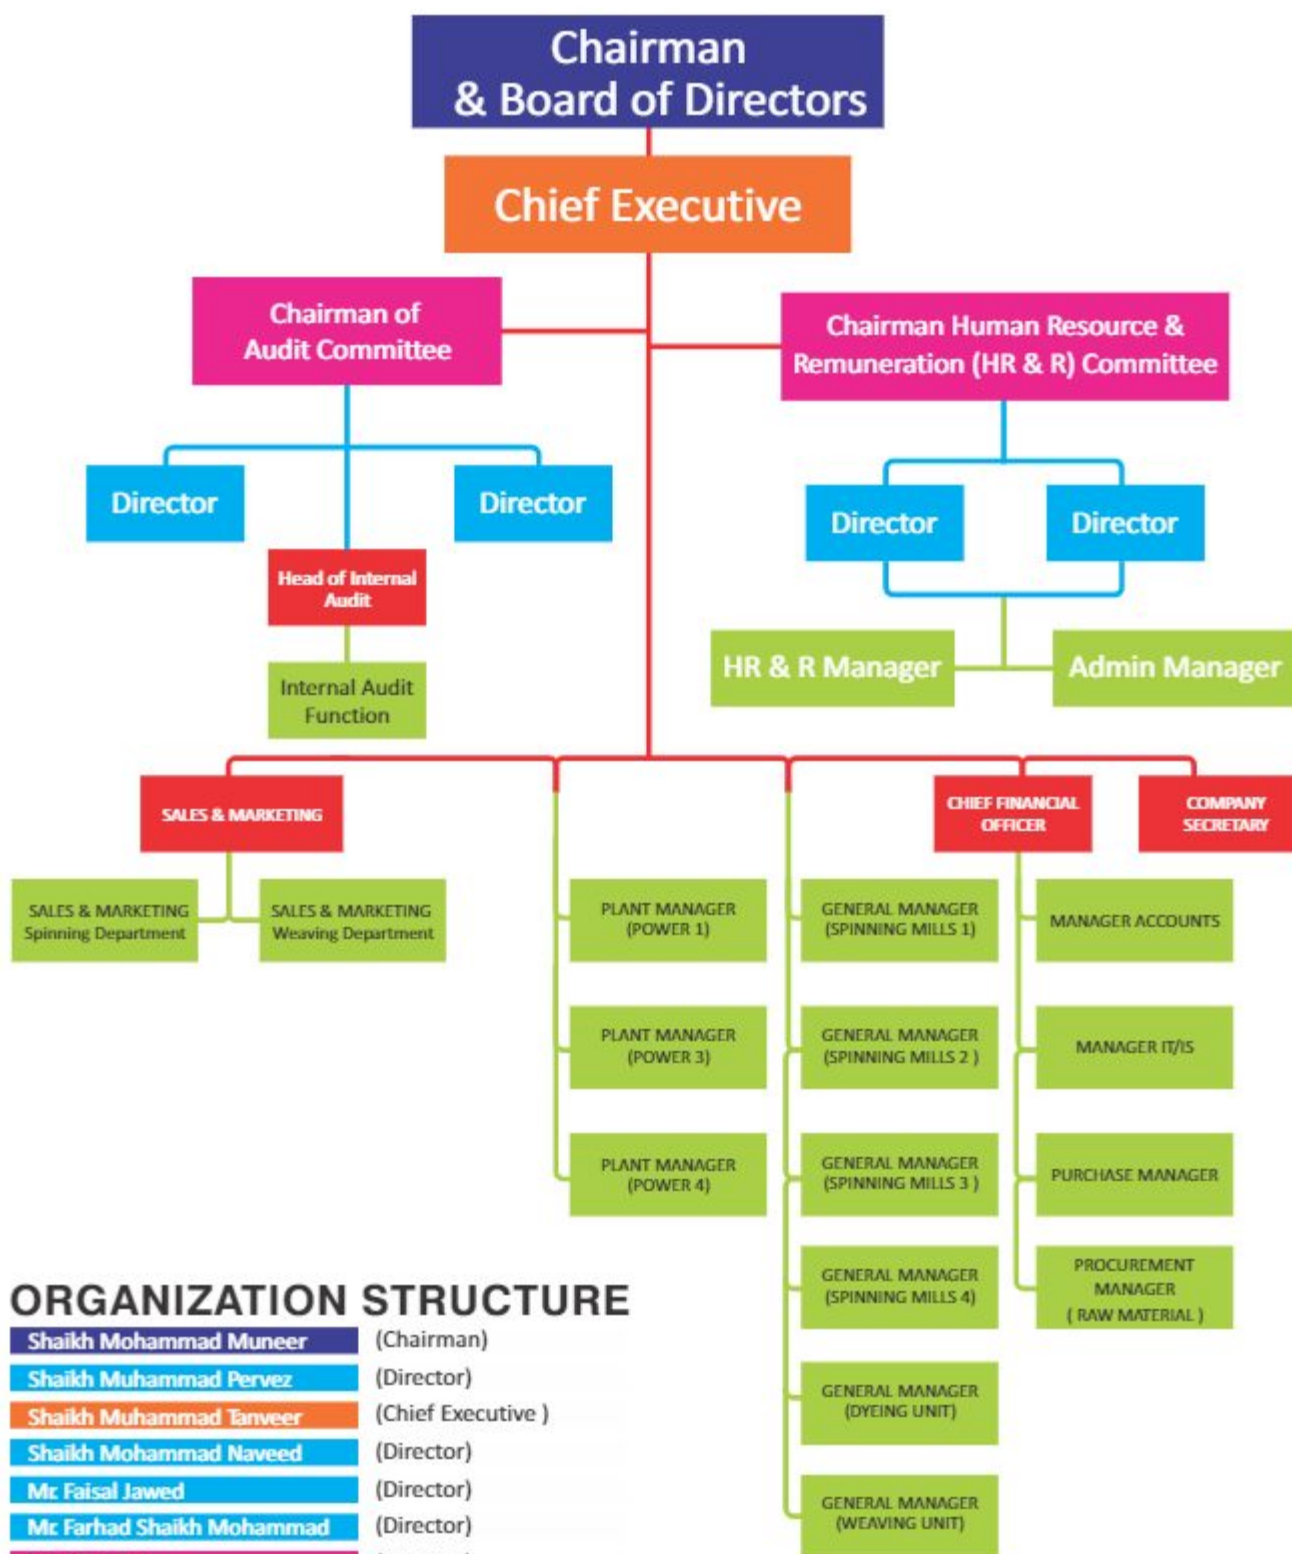 Chairman
& Board of Directors
Chief Executive
Chairman of
Audit Committee
Chairman Human Resource &
Remuneration (HR & R) Committee
Director
Director
Director
Director
Head of Internal
Audit
HR & R Manager
Admin Manager
Internal Audit
Function
SALES & MARKETING
CHIEF FINANCIAL
OFFICER
COMPANY
SECRETARY
SALES & MARKETING
Spinning Department
SALES & MARKETING
Weaving Department
PLANT MANAGER
(POWER 1)
GENERAL MANAGER
(SPINNING MILLS 1)
MANAGER ACCOUNTS
PLANT MANAGER
(POWER 3)
GENERAL MANAGER
(SPINNING MILLS 2 )
MANAGER IT/IS
PLANT MANAGER
(POWER 4)
GENERAL MANAGER
(SPINNING MILLS 3 )
PURCHASE MANAGER
GENERAL MANAGER
(SPINNING MILLS 4)
PROCUREMENT
MANAGER
( RAW MATERIAL )
GENERAL MANAGER
(DYEING UNIT)
GENERAL MANAGER
(WEAVING UNIT)
ORGANIZATION STRUCTURE
Shaikh Mohammad Muneer (Chairman)
Shaikh Muhammad Pervez (Director)
Shaikh Muhammad Tanveer (Chief Executive )
Shaikh Mohammad Naveed (Director)
Mr. Faisal Jawed (Director)
Mr. Farhad Shaikh Mohammad (Director)